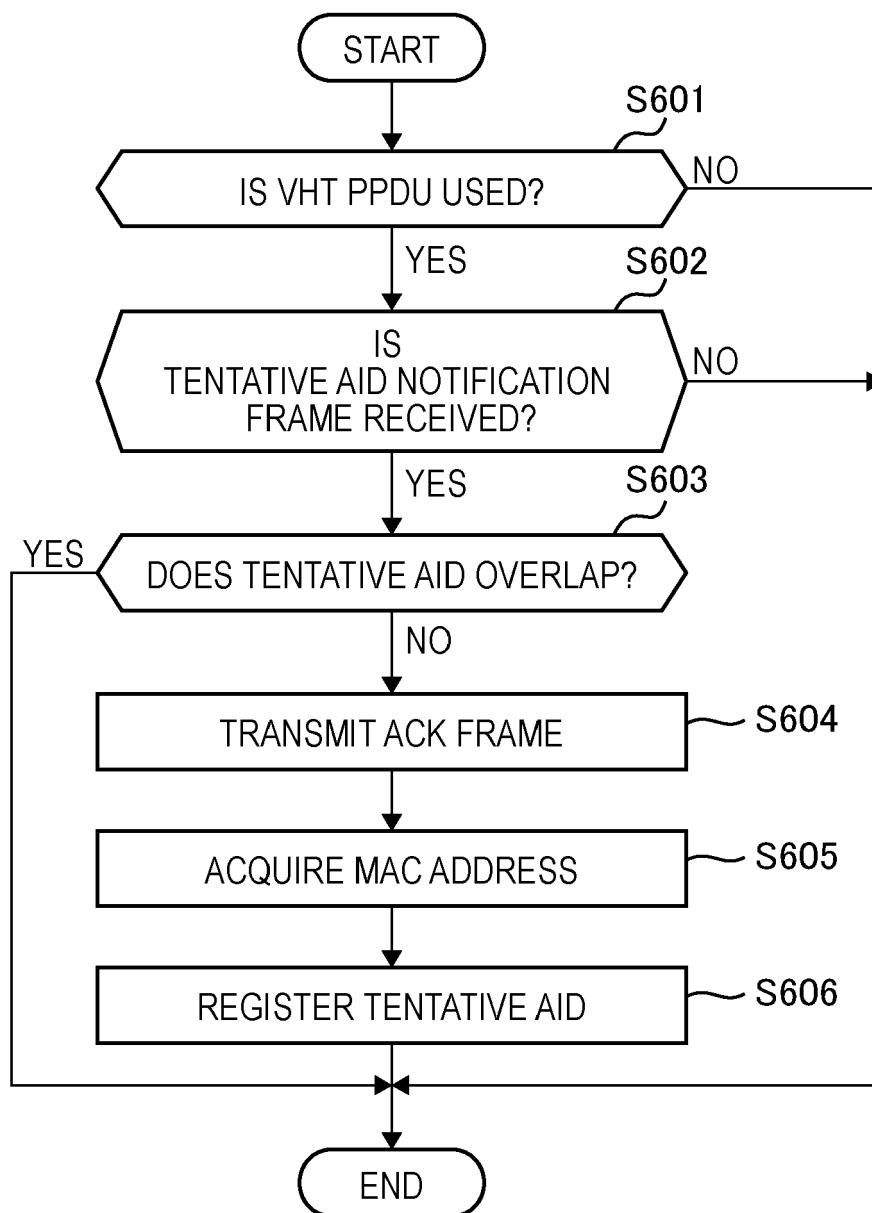 START
S601
IS VHT PPDU USED?
NO
YES
S602
IS
TENTATIVE AID NOTIFICATION
FRAME RECEIVED?
NO
YES
S603
YES
DOES TENTATIVE AID OVERLAP?
NO
TRANSMIT ACK FRAME
S604
ACQUIRE MAC ADDRESS
S605
REGISTER TENTATIVE AID
S606
END